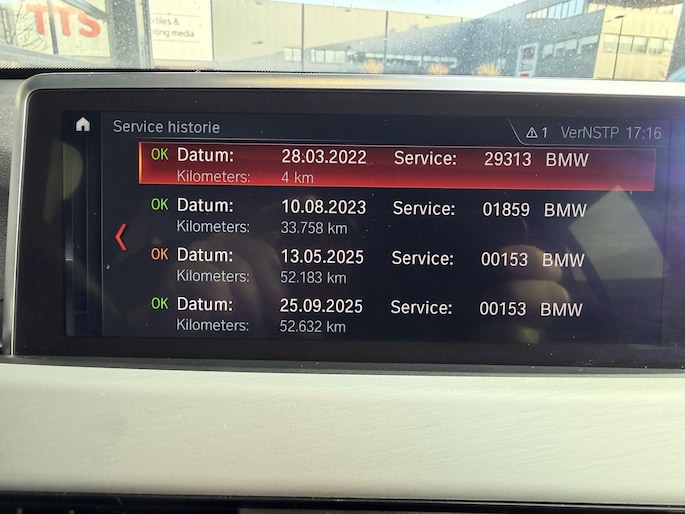 TTS
Service historie
1 VerNSTP 17:16
OK Datum: 28.03.2022 Service: 29313 BMW
Kilometers: 4 km
OK Datum: 10.08.2023 Service: 01859 BMW
Kilometers: 33.758 km
OK Datum: 13.05.2025 Service: 00153 BMW
Kilometers: 52.183 km
OK Datum: 25.09.2025 Service: 00153 BMW
Kilometers: 52.632 km